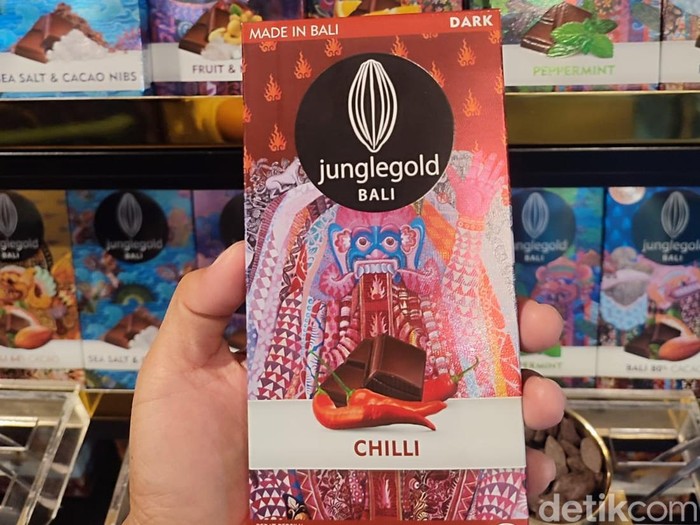 SEA SALT & CACAO NIBS
FRUIT &
PEPPERMINT
MADE IN BALI
DARK
junglegold
BALI
CHILLI
junglegold
BALI
SEA SALT &
junglegold
BALI
junglegold
BALI
BALI 80% CACAO
detikcom